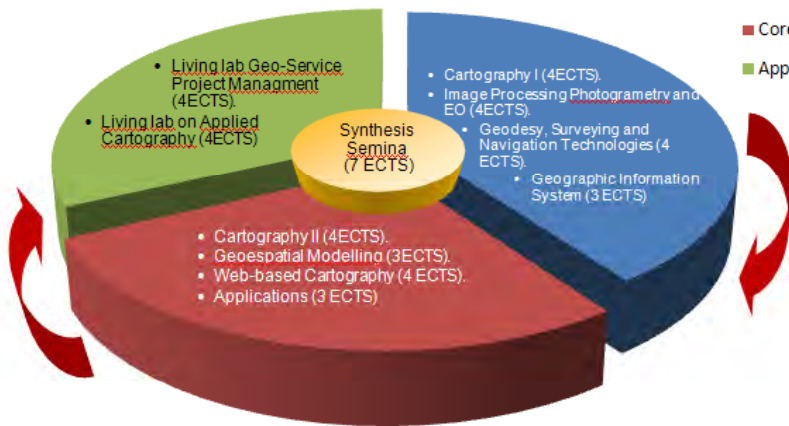 • Living lab Geo-Service
Project Managment
(4ECTS).
• Living lab on Applied
Cartography (4ECTS)
Synthesis
Semina
(7 ECTS)
• Cartography I (4ECTS).
• Image Processing Photogrametry and
EO (4ECTS).
• Geodesy, Surveying and
Navigation Technologies (4
ECTS).
• Geographic Information
System (3 ECTS)
• Cartography II (4ECTS).
• Geoespatial Modelling (3ECTS).
• Web-based Cartography (4 ECTS).
• Applications (3 ECTS)
Core
App